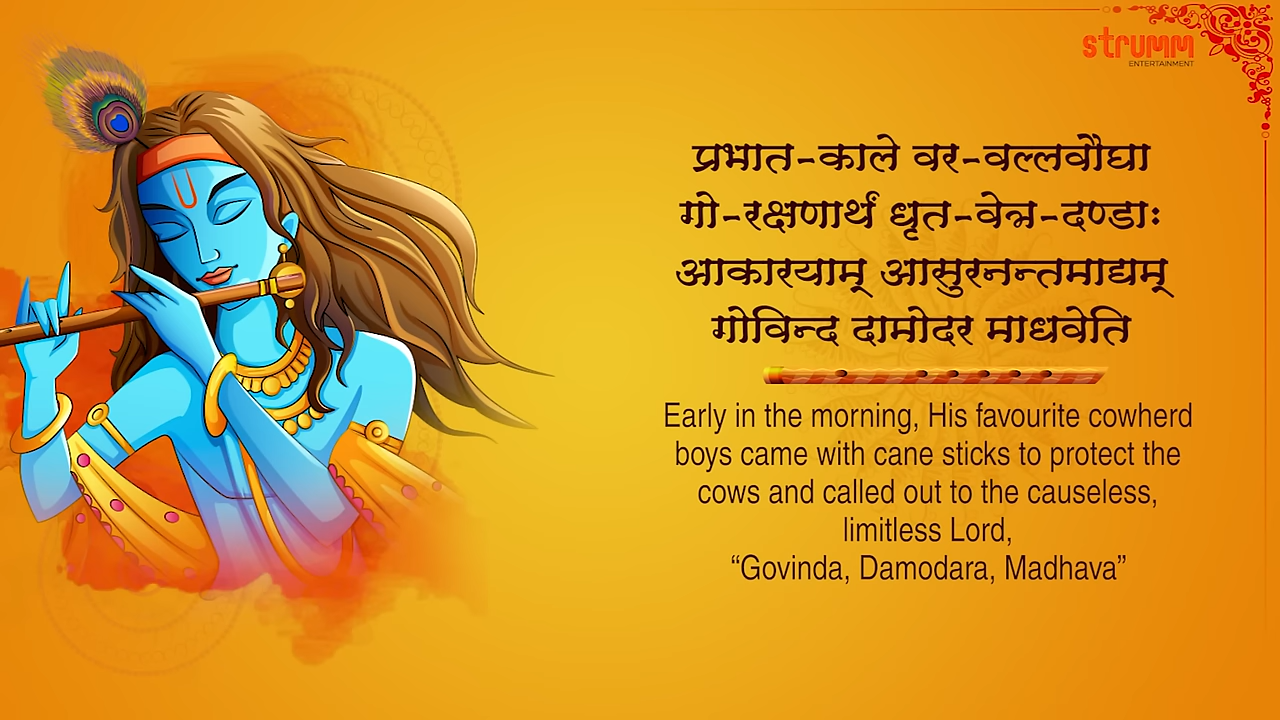 strumm
ENTERTAINMENT
प्रभात-काले वर-वल्लवौघा
गो-रक्षणार्थं धृत-वेत्र-दण्डाः
आकारयाम् आसुरनन्तमाद्यम्
गोविन्द दामोदर माधवेति
Early in the morning, His favourite cowherd
boys came with cane sticks to protect the
cows and called out to the causeless,
limitless Lord,
“Govinda, Damodara, Madhava”